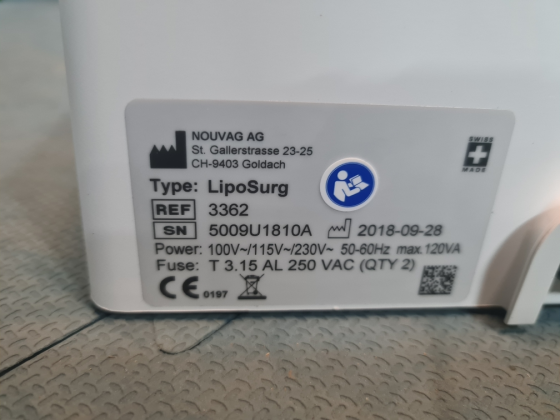 NOUVAG AG
St. Gallerstrasse 23-25
CH-9403 Goldach
SWISS
MADE
Type: LipoSurg
REF 3362
SN 5009U1810A 2018-09-28
Power: 100V~/115V~/230V~ 50-60Hz max.120VA
Fuse: T 3.15 AL 250 VAC (QTY 2)
CE 0197